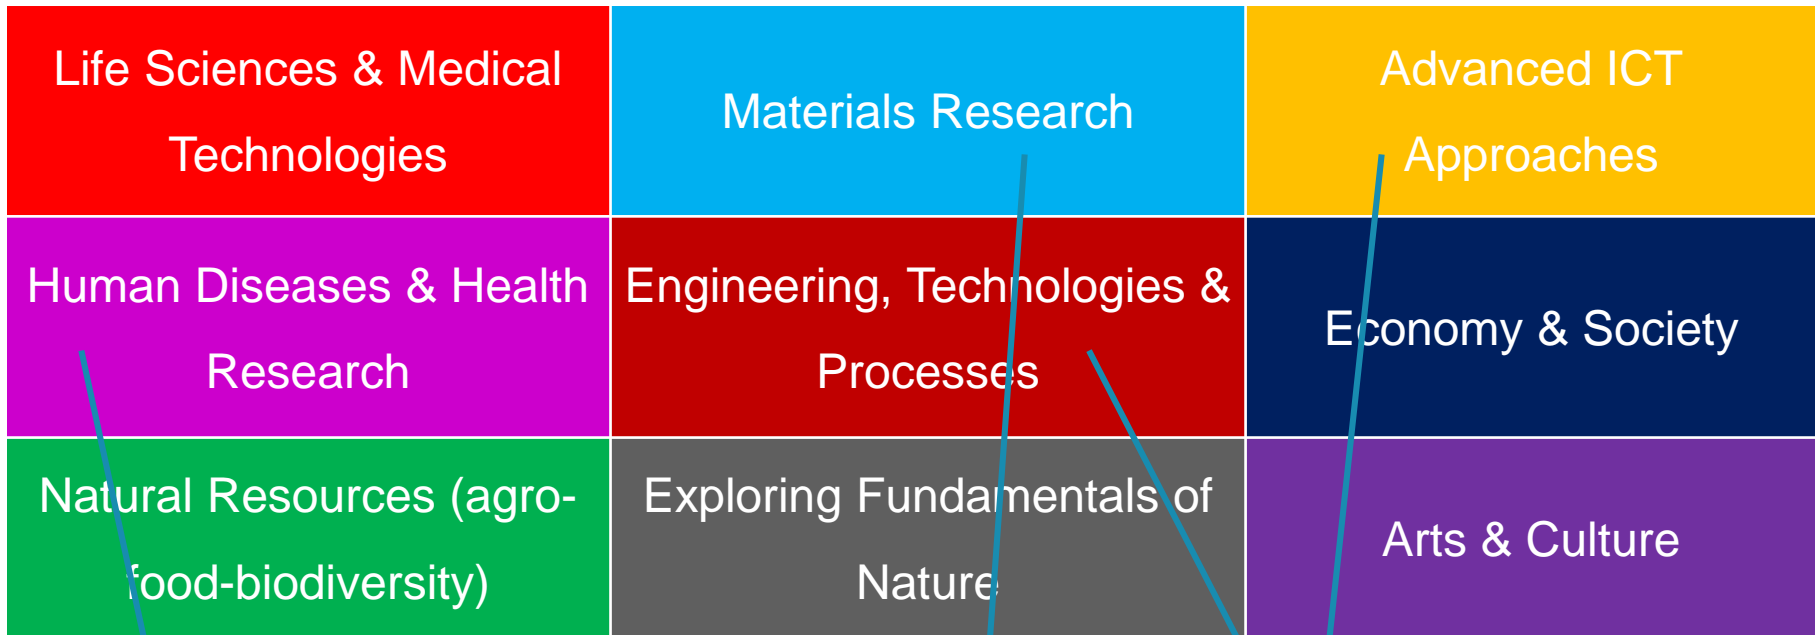 Life Sciences & Medical
Technologies
Materials Research
Advanced ICT
Approaches
Human Diseases & Health
Research
Engineering, Technologies &
Processes
Economy & Society
Natural Resources (agro-
food-biodiversity)
Exploring Fundamentals of
Nature
Arts & Culture